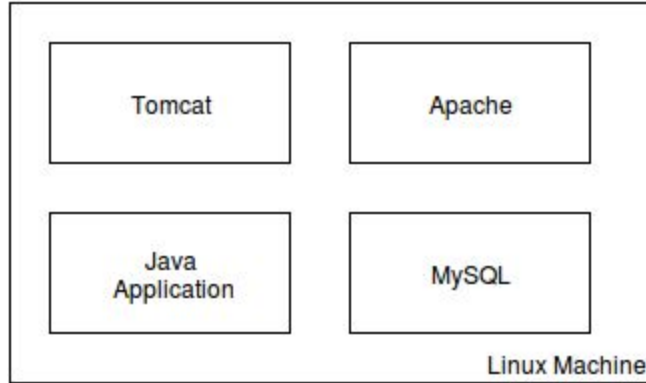 Tomcat
Apache
Java
Application
MySQL
Linux Machine